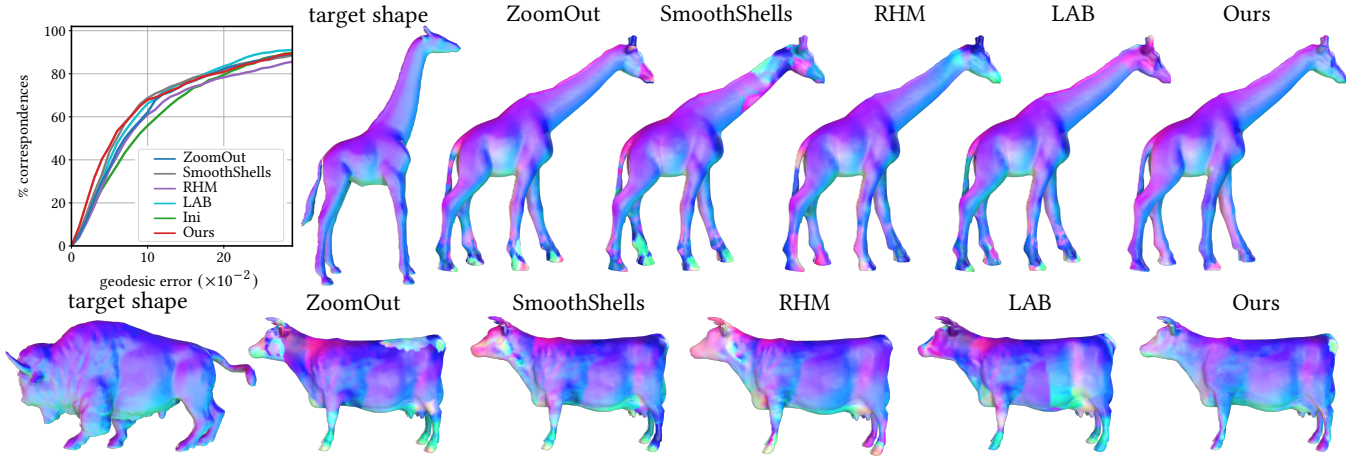 target shape
ZoomOut
SmoothShells
RHM
LAB
Ours
100
80
60
40
20
0
% correspondences
ZoomOut
SmoothShells
RHM
LAB
Ini
Ours
0
10
20
geodesic error (×10⁻²)
target shape
ZoomOut
SmoothShells
RHM
LAB
Ours